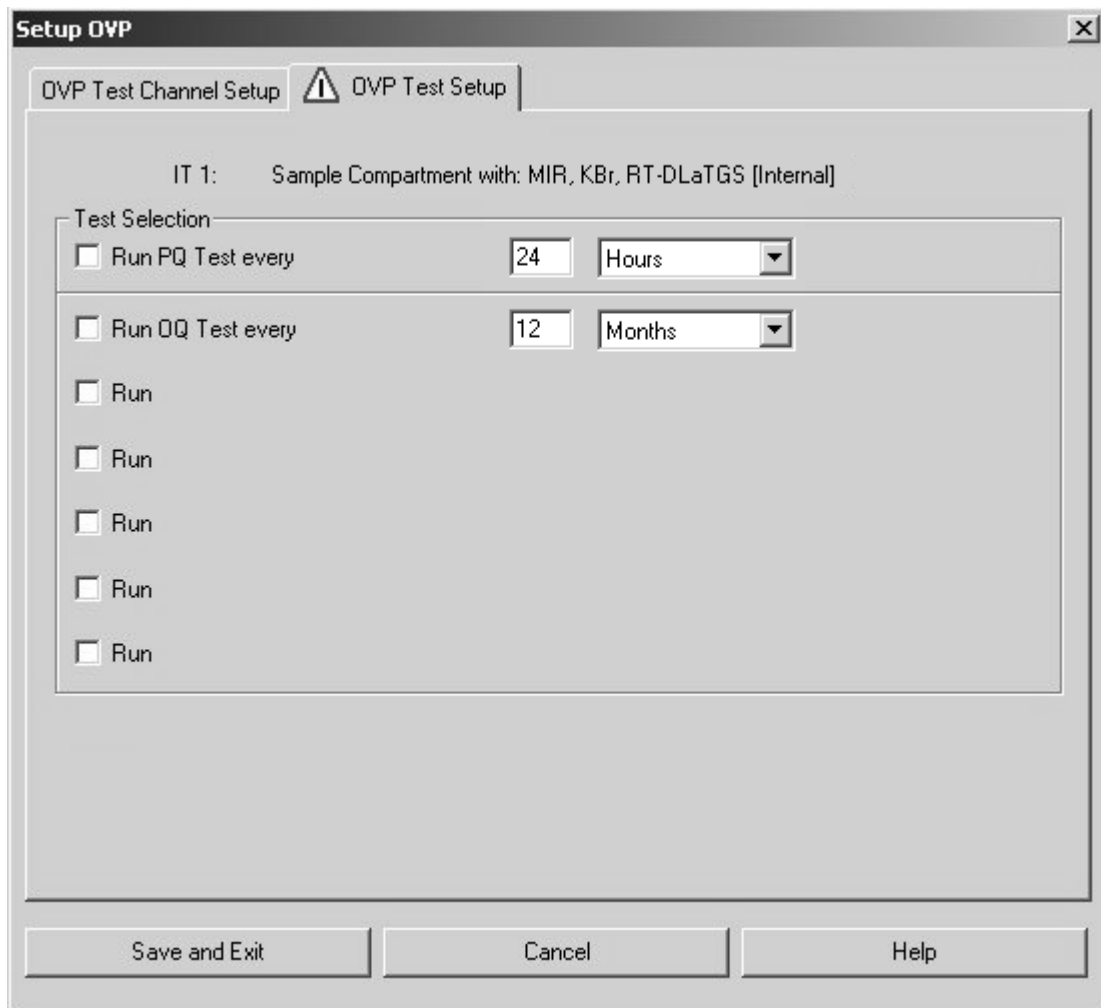 Setup OVP
OVP Test Channel Setup OVP Test Setup
IT 1: Sample Compartment with: MIR, KBr, RT-DLaTGS [Internal]
Test Selection
Run PQ Test every 24 Hours
Run OQ Test every 12 Months
Run
Run
Run
Run
Run
Save and Exit Cancel Help